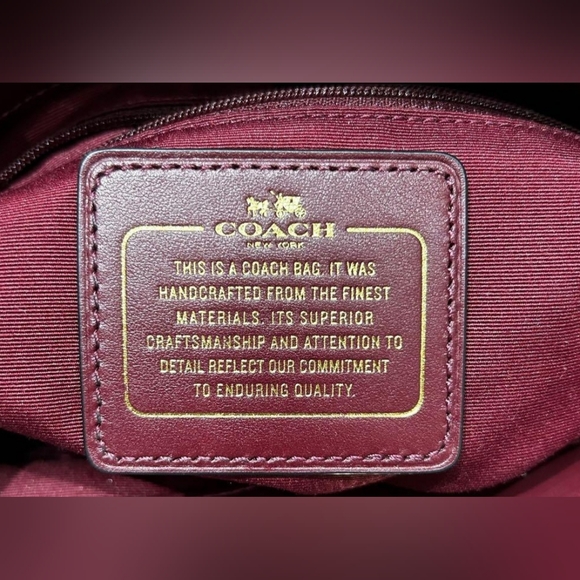 COACH
NEW YORK
THIS IS A COACH BAG. IT WAS
HANDCRAFTED FROM THE FINEST
MATERIALS. ITS SUPERIOR
CRAFTSMANSHIP AND ATTENTION TO
DETAIL REFLECT OUR COMMITMENT
TO ENDURING QUALITY.